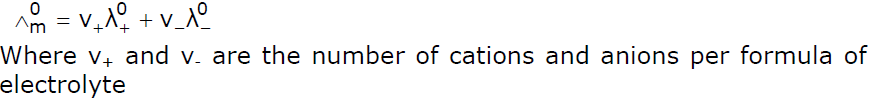 ∧⁰ₘ = v₊λ⁰₊ + v₋λ⁰₋
Where v₊ and v₋ are the number of cations and anions per formula of
electrolyte